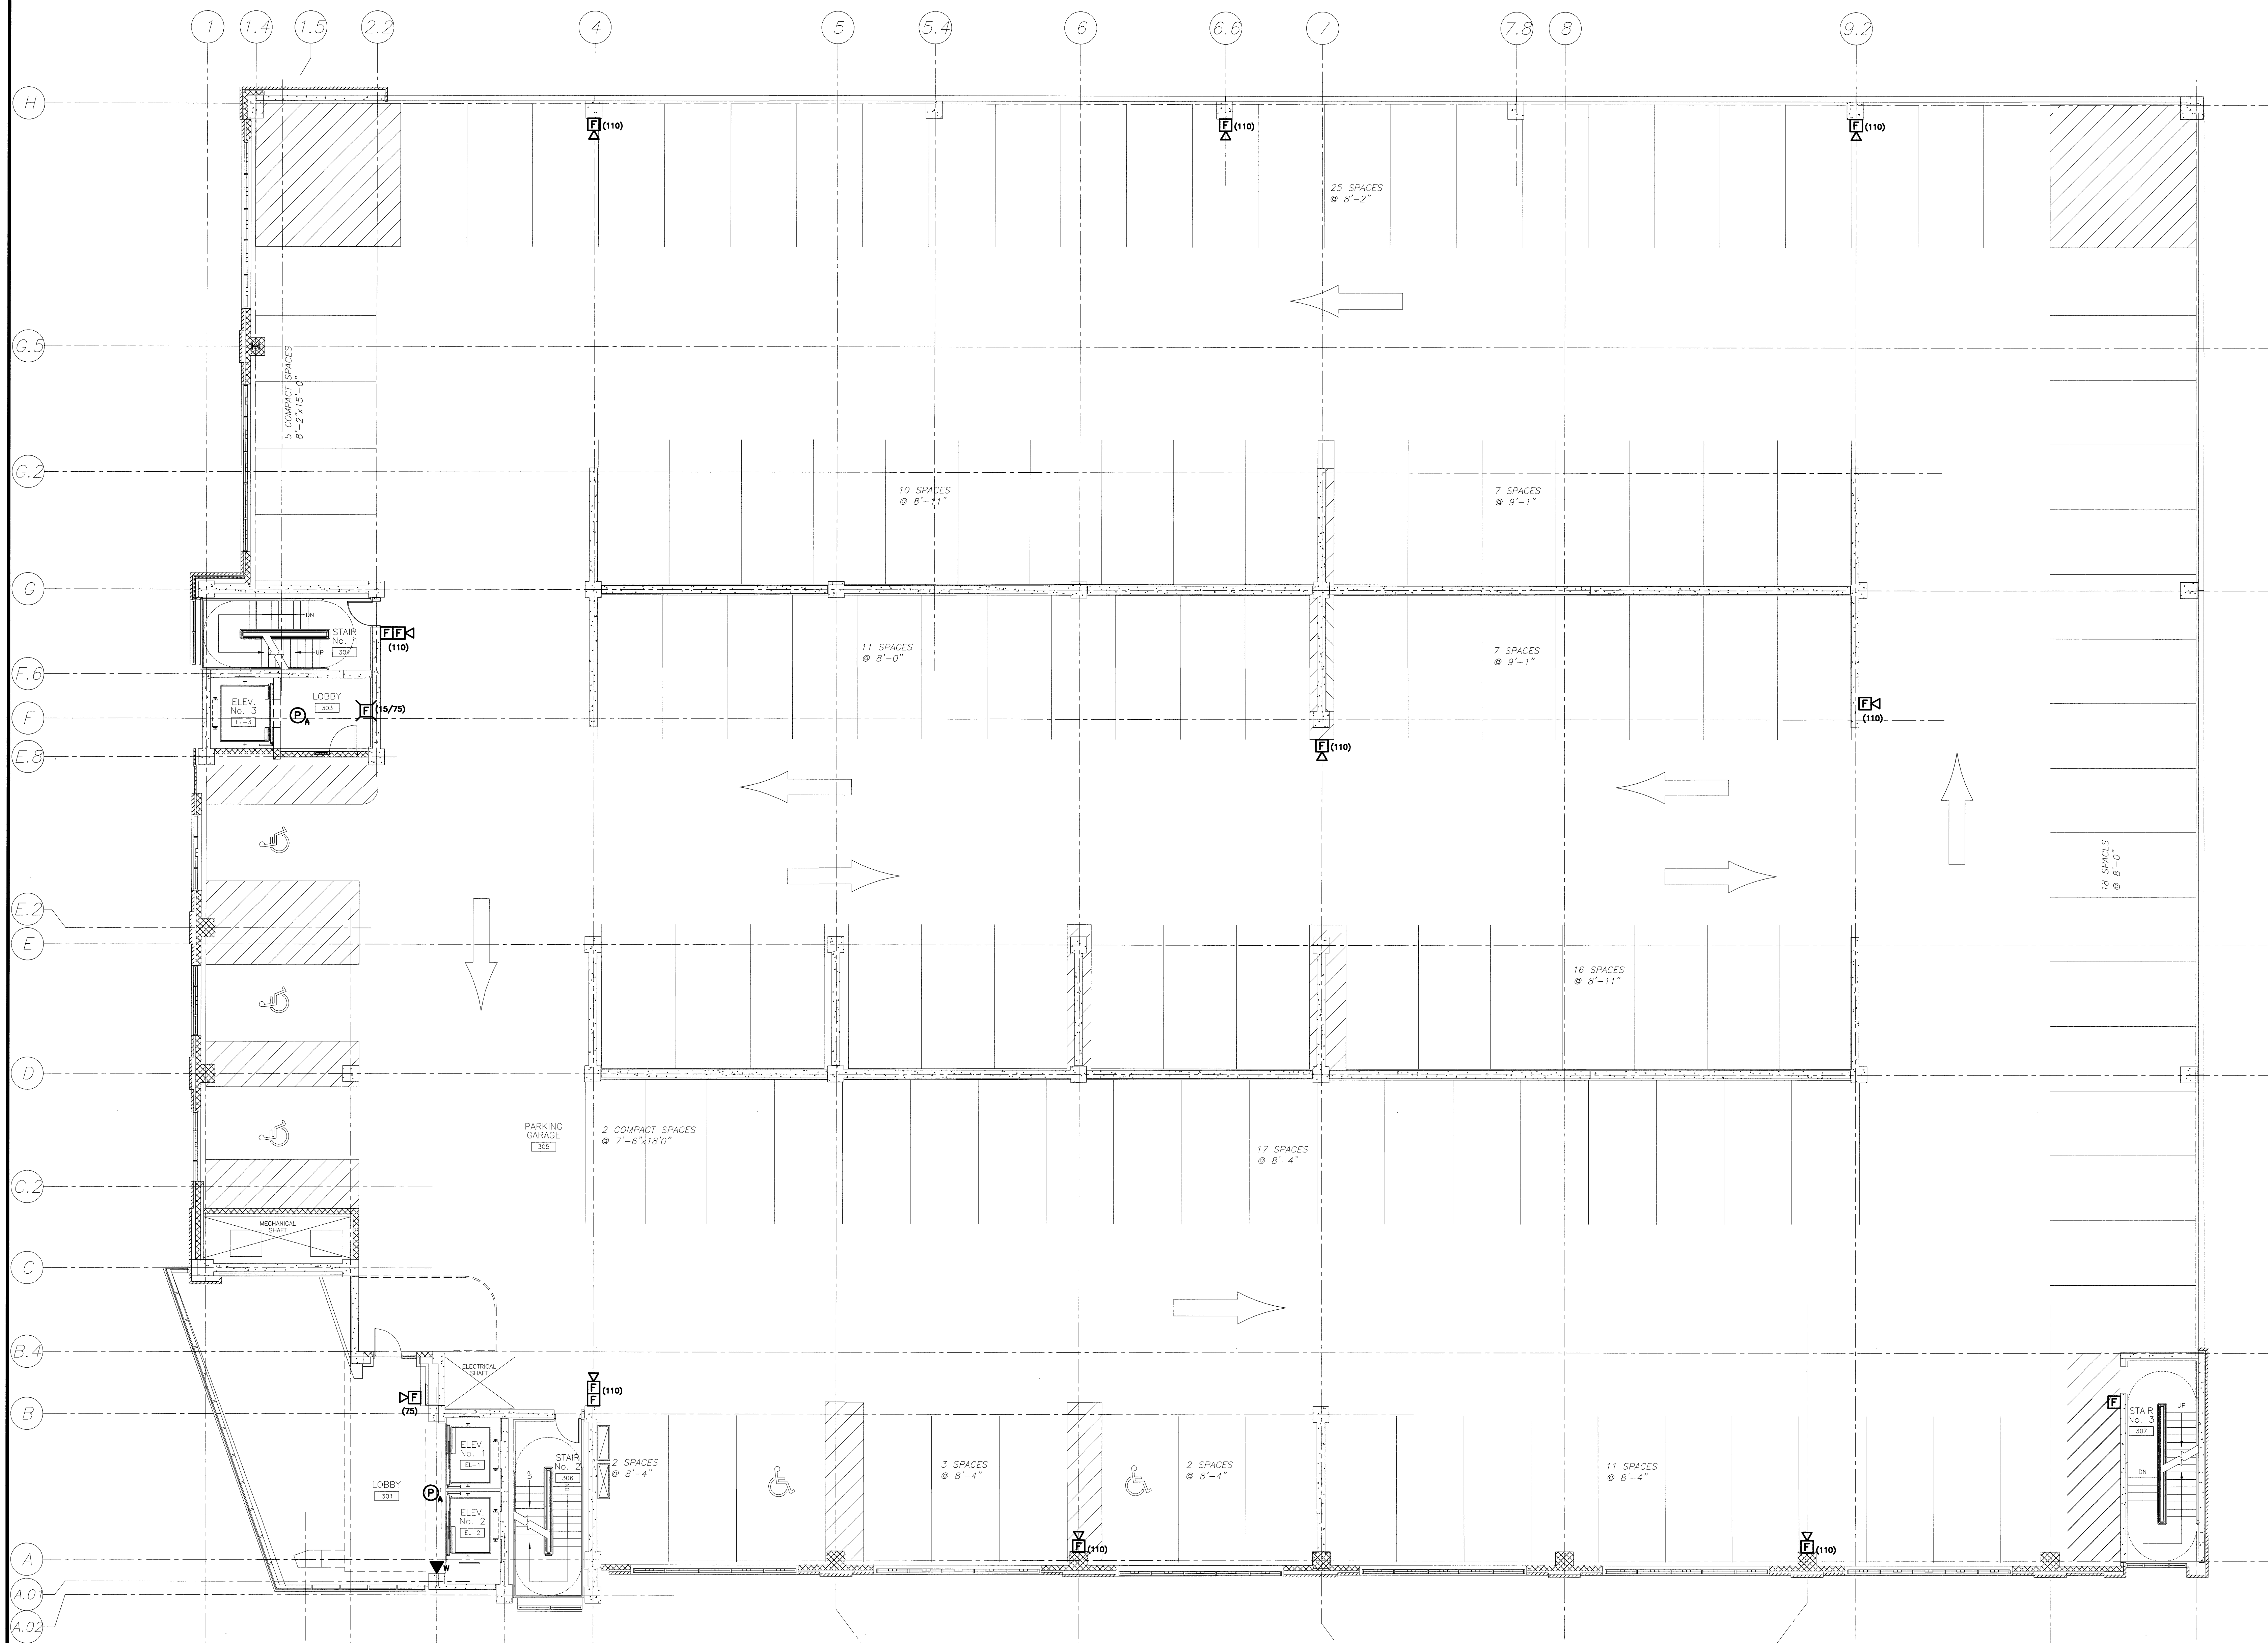 1
1.4
1.5
2.2
4
5
5.4
6
6.6
7
7.8
8
9.2
H
F (110)
F (110)
F (110)
25 SPACES
@ 8'-2"
G.5
5 COMPACT SPACES
8'-2"x15'-0"
G.2
10 SPACES
@ 8'-11"
7 SPACES
@ 9'-1"
G
DN
STAIR
No. 1
304
UP
F F
(110)
11 SPACES
@ 8'-0"
7 SPACES
@ 9'-1"
F.6
ELEV.
No. 3
EL-3
LOBBY
303
P A
F (15/75)
F
(110)
F
F (110)
E.8
18 SPACES
@ 8'-0"
E.2
E
16 SPACES
@ 8'-11"
D
PARKING
GARAGE
305
2 COMPACT SPACES
@ 7'-6"x18'0"
17 SPACES
@ 8'-4"
C.2
MECHANICAL
SHAFT
C
B.4
ELECTRICAL
SHAFT
F
(75)
F (110)
F
B
F
STAIR
No. 3
307
UP
DN
ELEV.
No. 1
EL-1
STAIR
No. 2
306
UP
DN
2 SPACES
@ 8'-4"
3 SPACES
@ 8'-4"
2 SPACES
@ 8'-4"
11 SPACES
@ 8'-4"
LOBBY
301
P A
ELEV.
No. 2
EL-2
F (110)
F (110)
A
W
A.01
A.02